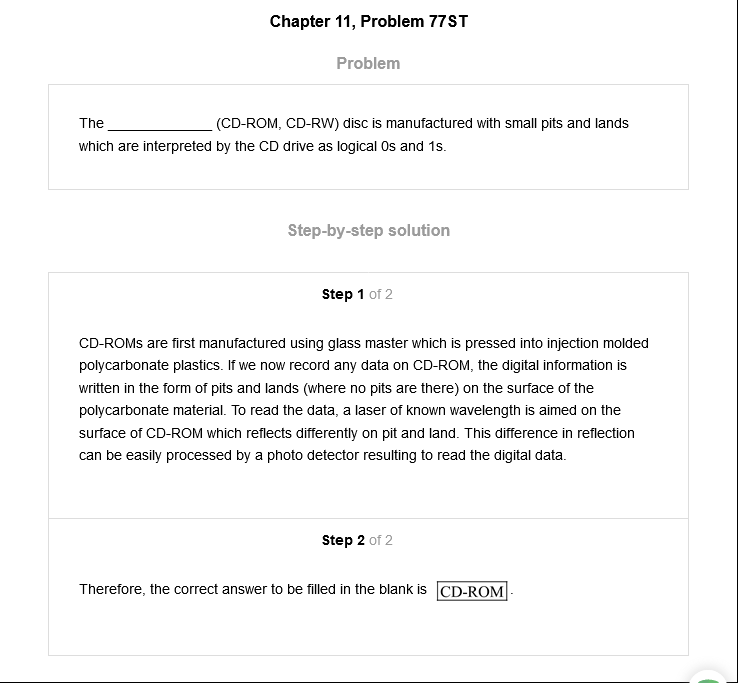 Chapter 11, Problem 77ST
Problem
The _____________ (CD-ROM, CD-RW) disc is manufactured with small pits and lands
which are interpreted by the CD drive as logical 0s and 1s.
Step-by-step solution
Step 1 of 2
CD-ROMs are first manufactured using glass master which is pressed into injection molded
polycarbonate plastics. If we now record any data on CD-ROM, the digital information is
written in the form of pits and lands (where no pits are there) on the surface of the
polycarbonate material. To read the data, a laser of known wavelength is aimed on the
surface of CD-ROM which reflects differently on pit and land. This difference in reflection
can be easily processed by a photo detector resulting to read the digital data.
Step 2 of 2
Therefore, the correct answer to be filled in the blank is CD-ROM.